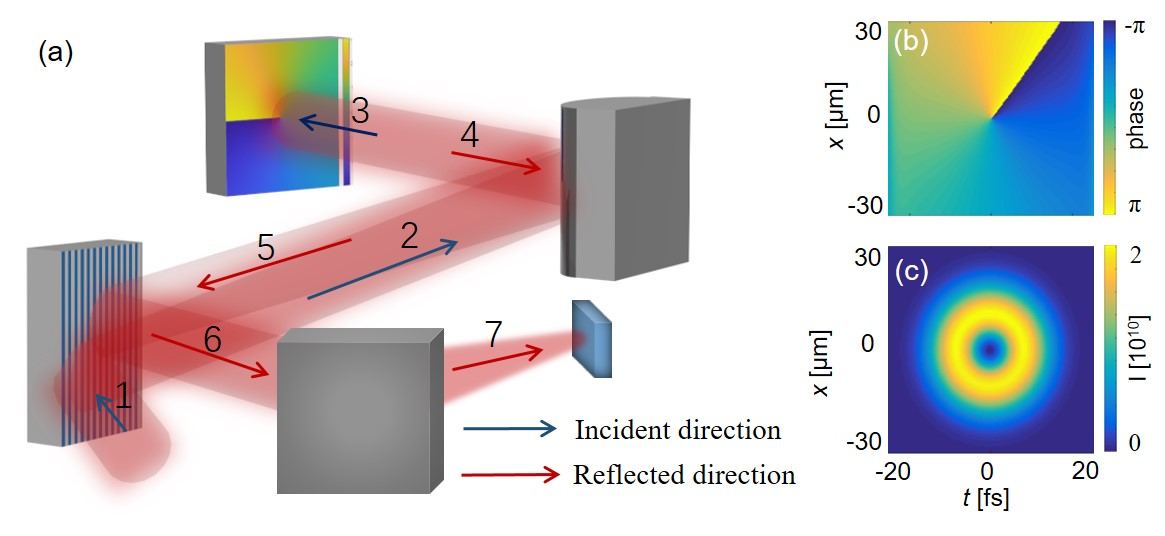 (a)
3
4
5
2
6
7
1
Incident direction
Reflected direction
30
(b)
-π
x [μm]
0
phase
-30
π
30
(c)
2
x [μm]
0
I [10¹⁰]
-30
0
-20
0
20
t [fs]